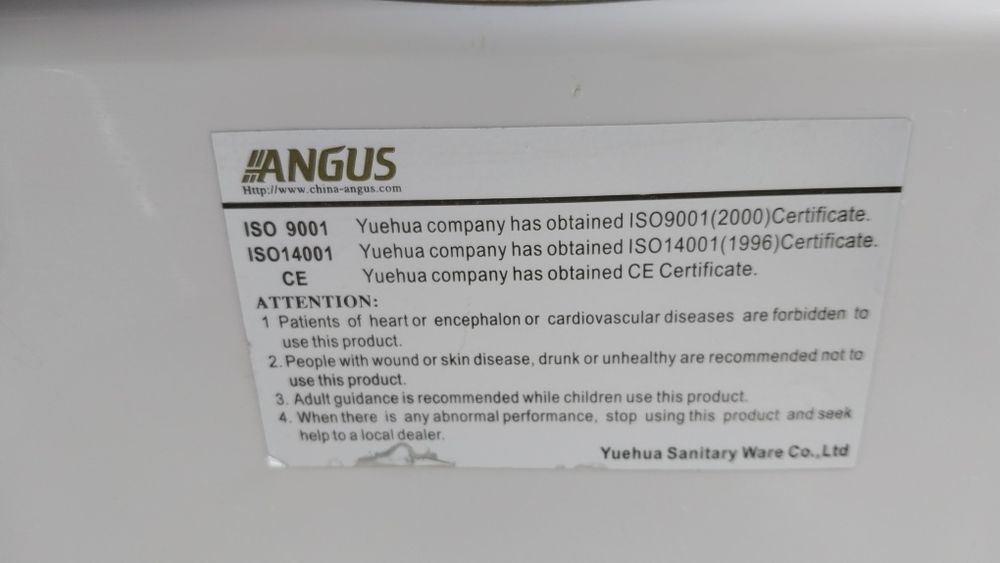 ANGUS
Http://www.china-angus.com
ISO 9001 Yuehua company has obtained ISO9001(2000)Certificate.
ISO14001 Yuehua company has obtained ISO14001(1996)Certificate.
CE Yuehua company has obtained CE Certificate.
ATTENTION:
1 Patients of heart or encephalon or cardiovascular diseases are forbidden to
use this product.
2. People with wound or skin disease, drunk or unhealthy are recommended not to
use this product.
3. Adult guidance is recommended while children use this product.
4. When there is any abnormal performance, stop using this product and seek
help to a local dealer.
Yuehua Sanitary Ware Co.,Ltd